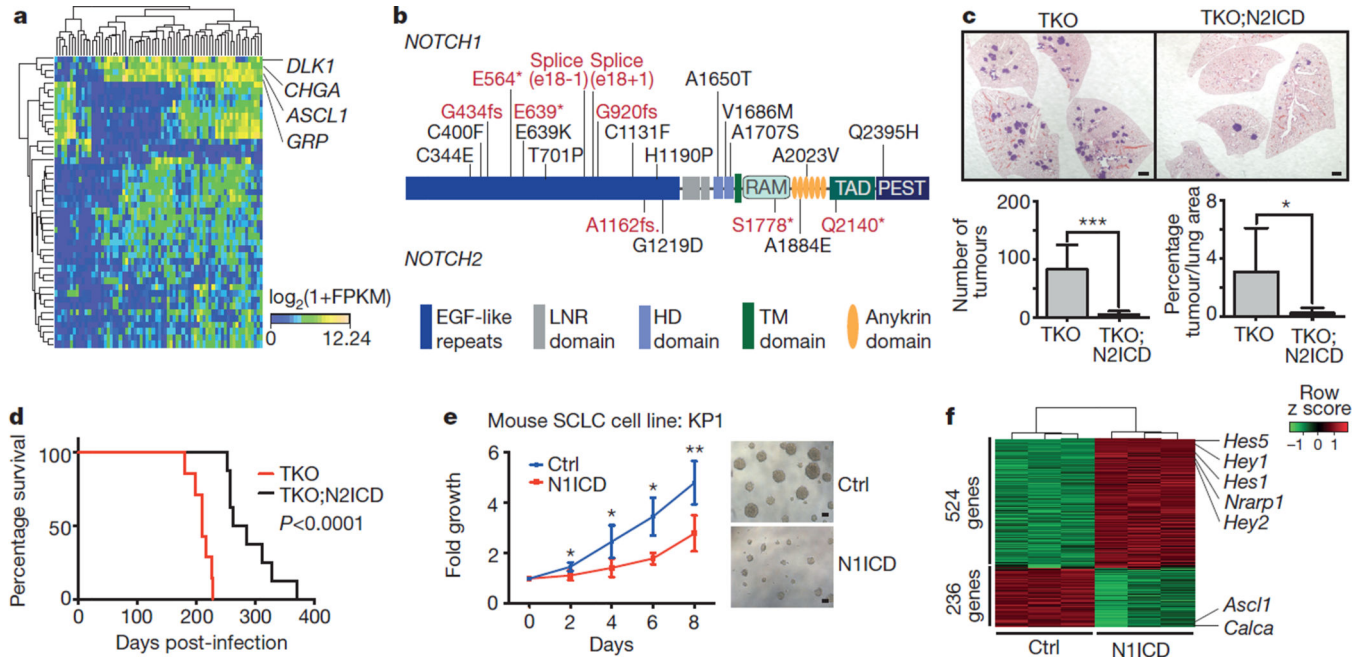 a
DLK1
CHGA
ASCL1
GRP
log2(1+FPKM)
0 12.24
b
NOTCH1
Splice Splice
E564* (e18-1) (e18+1)
A1650T
G434fs E639* G920fs
V1686M
C400F E639K C1131F A1707S Q2395H
C344E T701P H1190P A2023V
RAM TAD PEST
A1162fs. S1778* Q2140*
G1219D A1884E
NOTCH2
EGF-like repeats
LNR domain
HD domain
TM domain
Anykrin domain
c
TKO TKO;N2ICD
Number of tumours
200
100
0
***
TKO
TKO;
N2ICD
Percentage
tumour/lung area
8
6
4
2
0
*
TKO
TKO;
N2ICD
d
Percentage survival
100
50
0
TKO
TKO;N2ICD
P<0.0001
0 100 200 300 400
Days post-infection
e Mouse SCLC cell line: KP1
Fold growth
6
4
2
0
Ctrl
N1ICD
* * * **
0 2 4 6 8
Days
Ctrl
N1ICD
f
Row
z score
−1 0 1
524
genes
236
genes
Hes5
Hey1
Hes1
Nrarp1
Hey2
Ascl1
Calca
Ctrl N1ICD